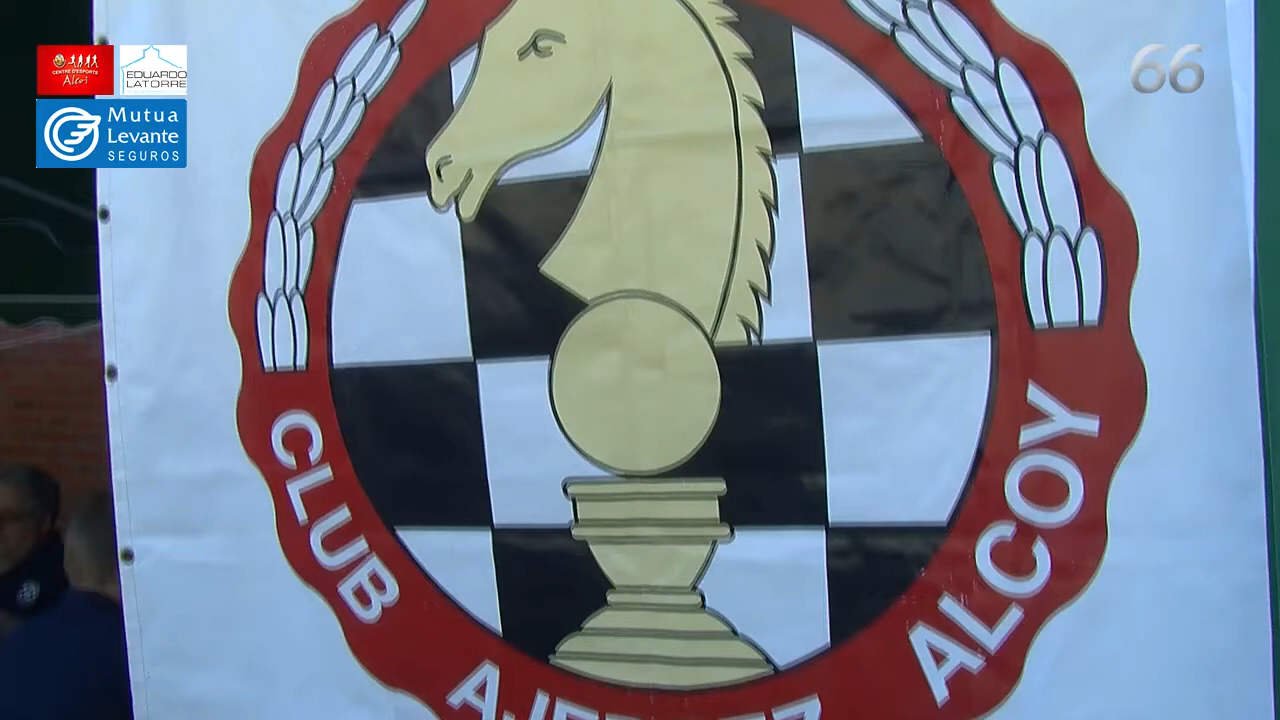 CENTRE D'ESPORTS
Alcoi
EDUARDO
LATORRE
Mutua
Levante
SEGUROS
66
CLUB
ALCOY